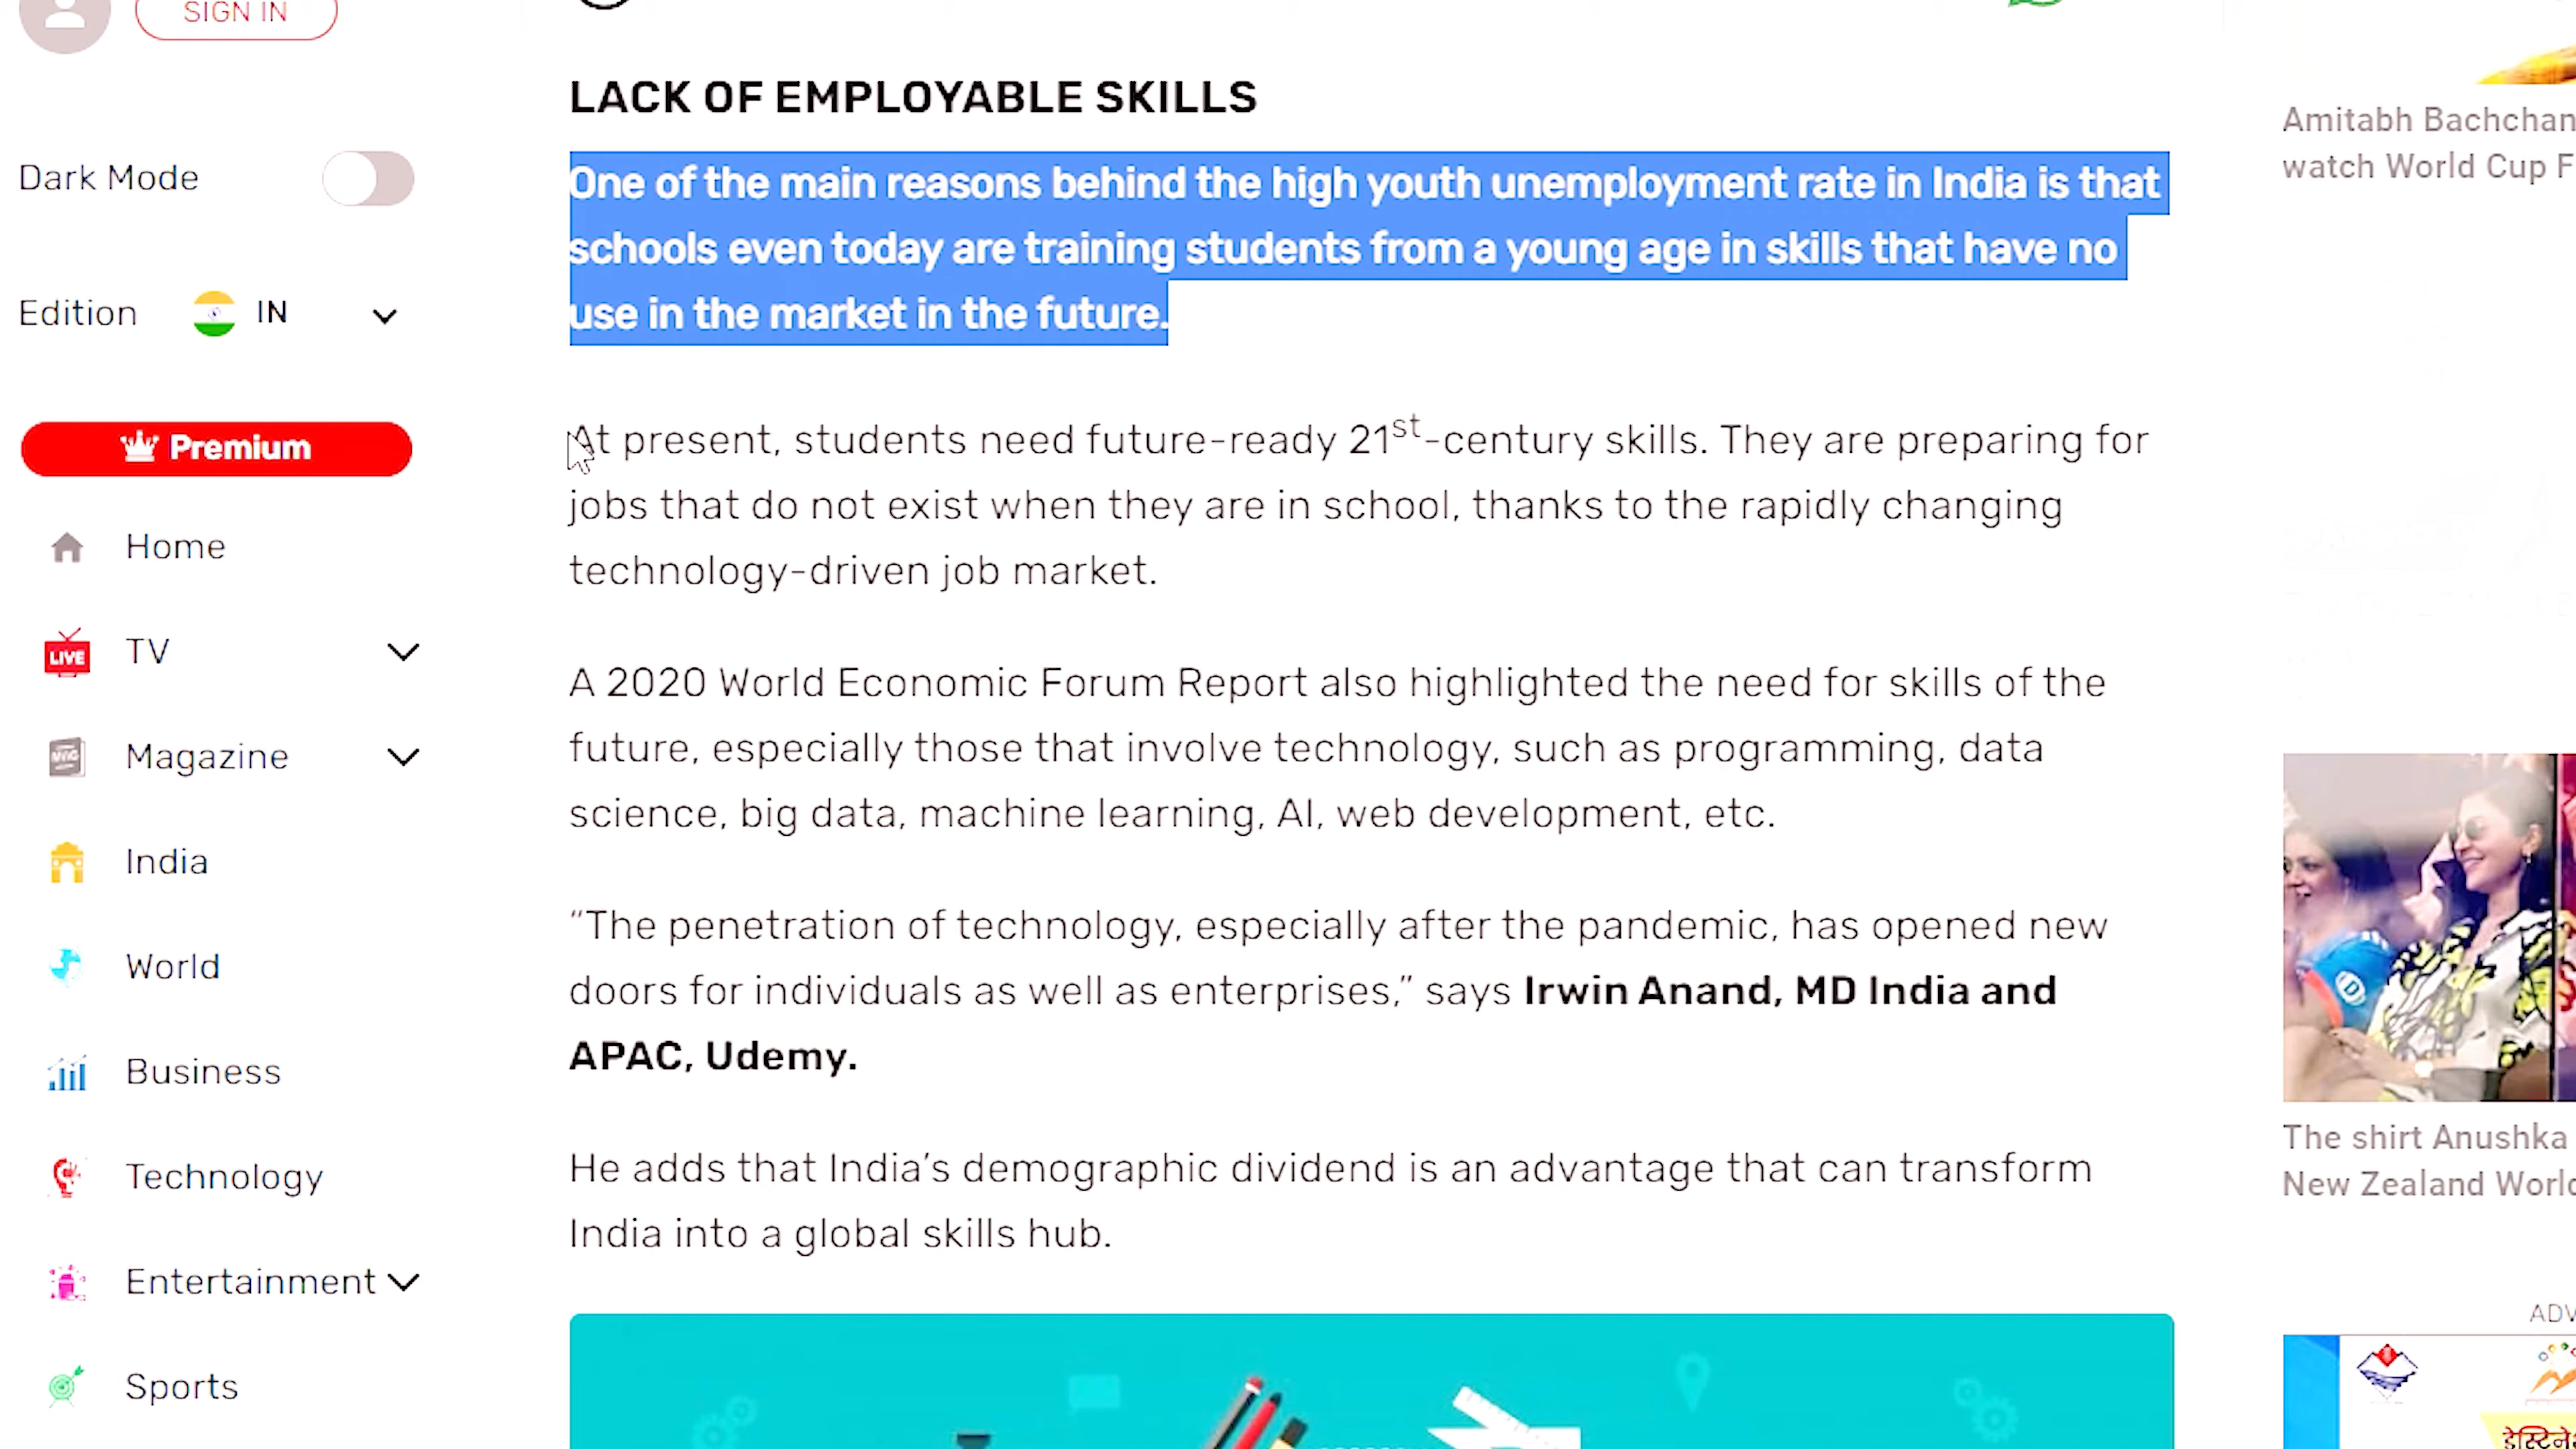 SIGN IN
Dark Mode
Edition IN
Premium
Home
LIVE TV
Magazine
India
World
Business
Technology
Entertainment
Sports
LACK OF EMPLOYABLE SKILLS
One of the main reasons behind the high youth unemployment rate in India is that
schools even today are training students from a young age in skills that have no
use in the market in the future.
At present, students need future-ready 21st-century skills. They are preparing for
jobs that do not exist when they are in school, thanks to the rapidly changing
technology-driven job market.
A 2020 World Economic Forum Report also highlighted the need for skills of the
future, especially those that involve technology, such as programming, data
science, big data, machine learning, AI, web development, etc.
“The penetration of technology, especially after the pandemic, has opened new
doors for individuals as well as enterprises,” says Irwin Anand, MD India and
APAC, Udemy.
He adds that India’s demographic dividend is an advantage that can transform
India into a global skills hub.
Amitabh Bachchan
watch World Cup F
The shirt Anushka
New Zealand World
ADV